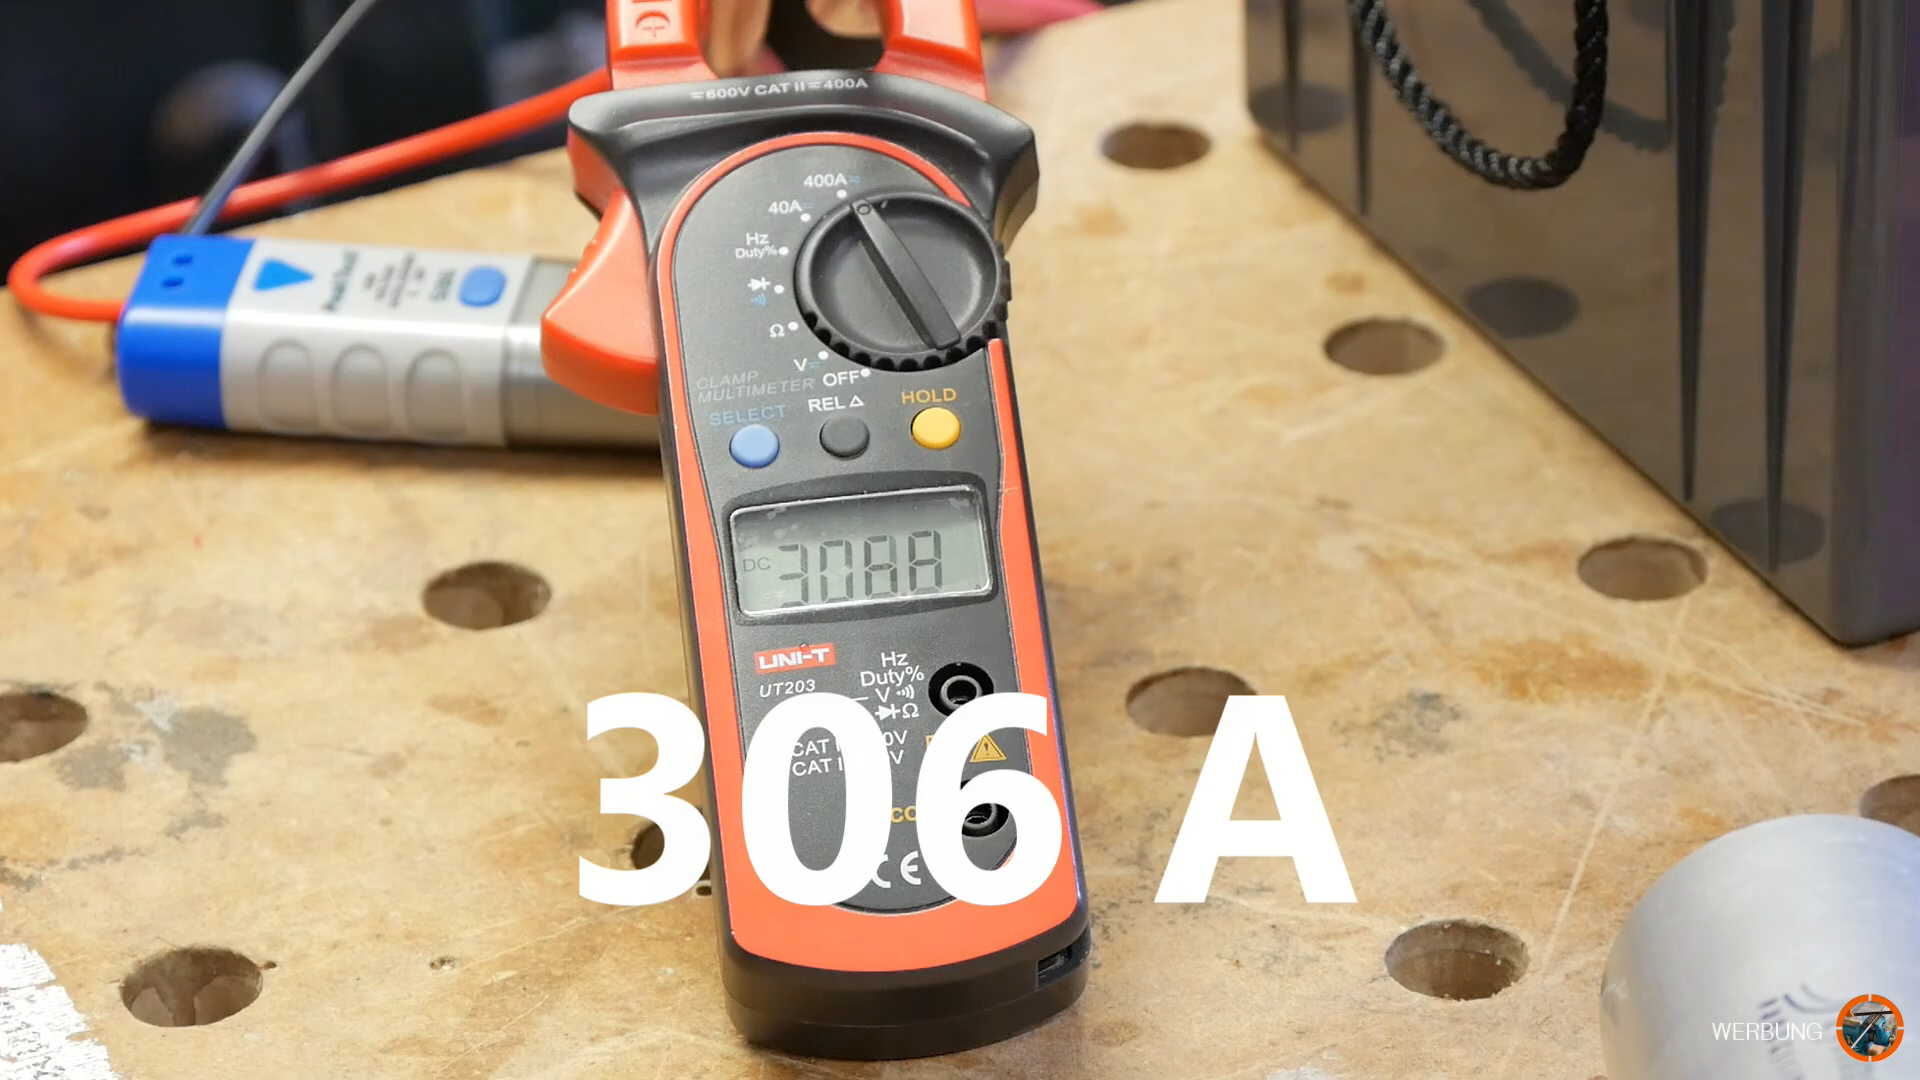 ⎓600V CAT II⎓400A
400A⎓
40A⎓
Hz
Duty%
Ω
V⎓
OFF
CLAMP
MULTIMETER
SELECT
REL △
HOLD
DC 3088
UNI-T
UT203
Hz
Duty%
V
Ω
CAT
V
CAT
V
306 A
CE
WERBUNG